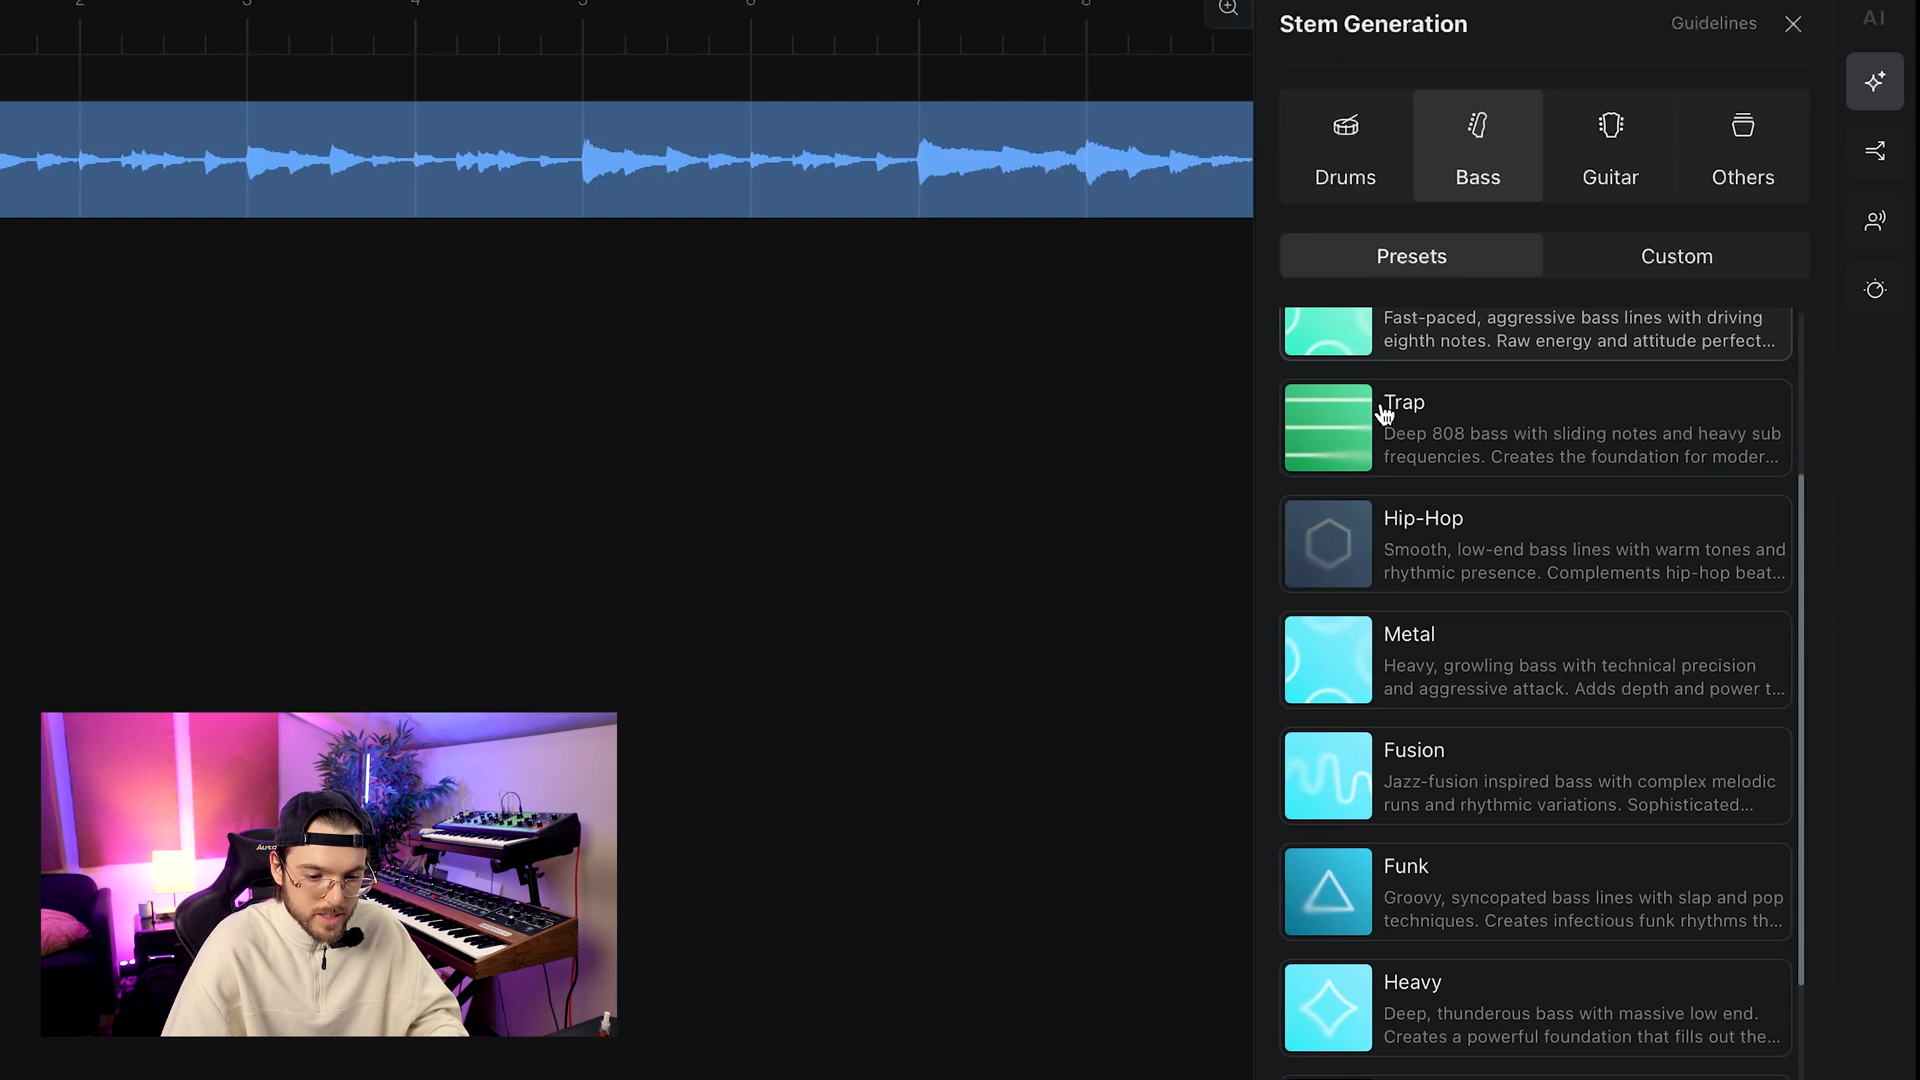 Stem Generation
Guidelines
AI
Drums
Bass
Guitar
Others
Presets
Custom
Fast-paced, aggressive bass lines with driving
eighth notes. Raw energy and attitude perfect...
Trap
Deep 808 bass with sliding notes and heavy sub
frequencies. Creates the foundation for moder...
Hip-Hop
Smooth, low-end bass lines with warm tones and
rhythmic presence. Complements hip-hop beat...
Metal
Heavy, growling bass with technical precision
and aggressive attack. Adds depth and power t...
Fusion
Jazz-fusion inspired bass with complex melodic
runs and rhythmic variations. Sophisticated...
Funk
Groovy, syncopated bass lines with slap and pop
techniques. Creates infectious funk rhythms th...
Heavy
Deep, thunderous bass with massive low end.
Creates a powerful foundation that fills out the...